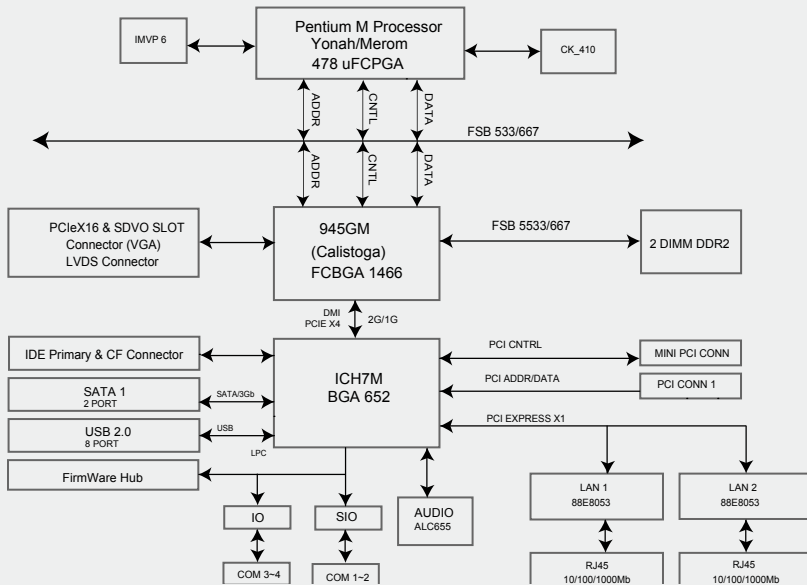 Pentium M Processor
Yonah/Merom
478 uFCPGA
IMVP 6
CK_410
ADDR
CNTL
DATA
FSB 533/667
ADDR
CNTL
DATA
PCIeX16 & SDVO SLOT
Connector (VGA)
LVDS Connector
945GM
(Calistoga)
FCBGA 1466
FSB 5533/667
2 DIMM DDR2
DMI
PCIE X4
2G/1G
IDE Primary & CF Connector
ICH7M
BGA 652
PCI CNTRL
MINI PCI CONN
SATA 1
2 PORT
SATA/3Gb
PCI ADDR/DATA
PCI CONN 1
USB 2.0
8 PORT
USB
PCI EXPRESS X1
LPC
FirmWare Hub
IO
SIO
AUDIO
ALC655
LAN 1
88E8053
LAN 2
88E8053
COM 3~4
COM 1~2
RJ45
10/100/1000Mb
RJ45
10/100/1000Mb